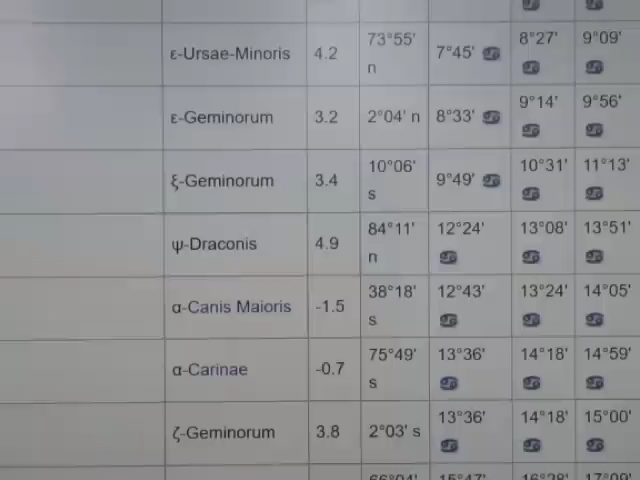 ♋ ♋
ε-Ursae-Minoris 4.2 73°55' n 7°45' ♋ 8°27' ♋ 9°09' ♋
ε-Geminorum 3.2 2°04' n 8°33' ♋ 9°14' ♋ 9°56' ♋
ξ-Geminorum 3.4 10°06' s 9°49' ♋ 10°31' ♋ 11°13' ♋
ψ-Draconis 4.9 84°11' n 12°24' ♋ 13°08' ♋ 13°51' ♋
α-Canis Maioris -1.5 38°18' s 12°43' ♋ 13°24' ♋ 14°05' ♋
α-Carinae -0.7 75°49' s 13°36' ♋ 14°18' ♋ 14°59' ♋
ζ-Geminorum 3.8 2°03' s 13°36' ♋ 14°18' ♋ 15°00' ♋
66°04' 15°47' 16°28' 17°09'